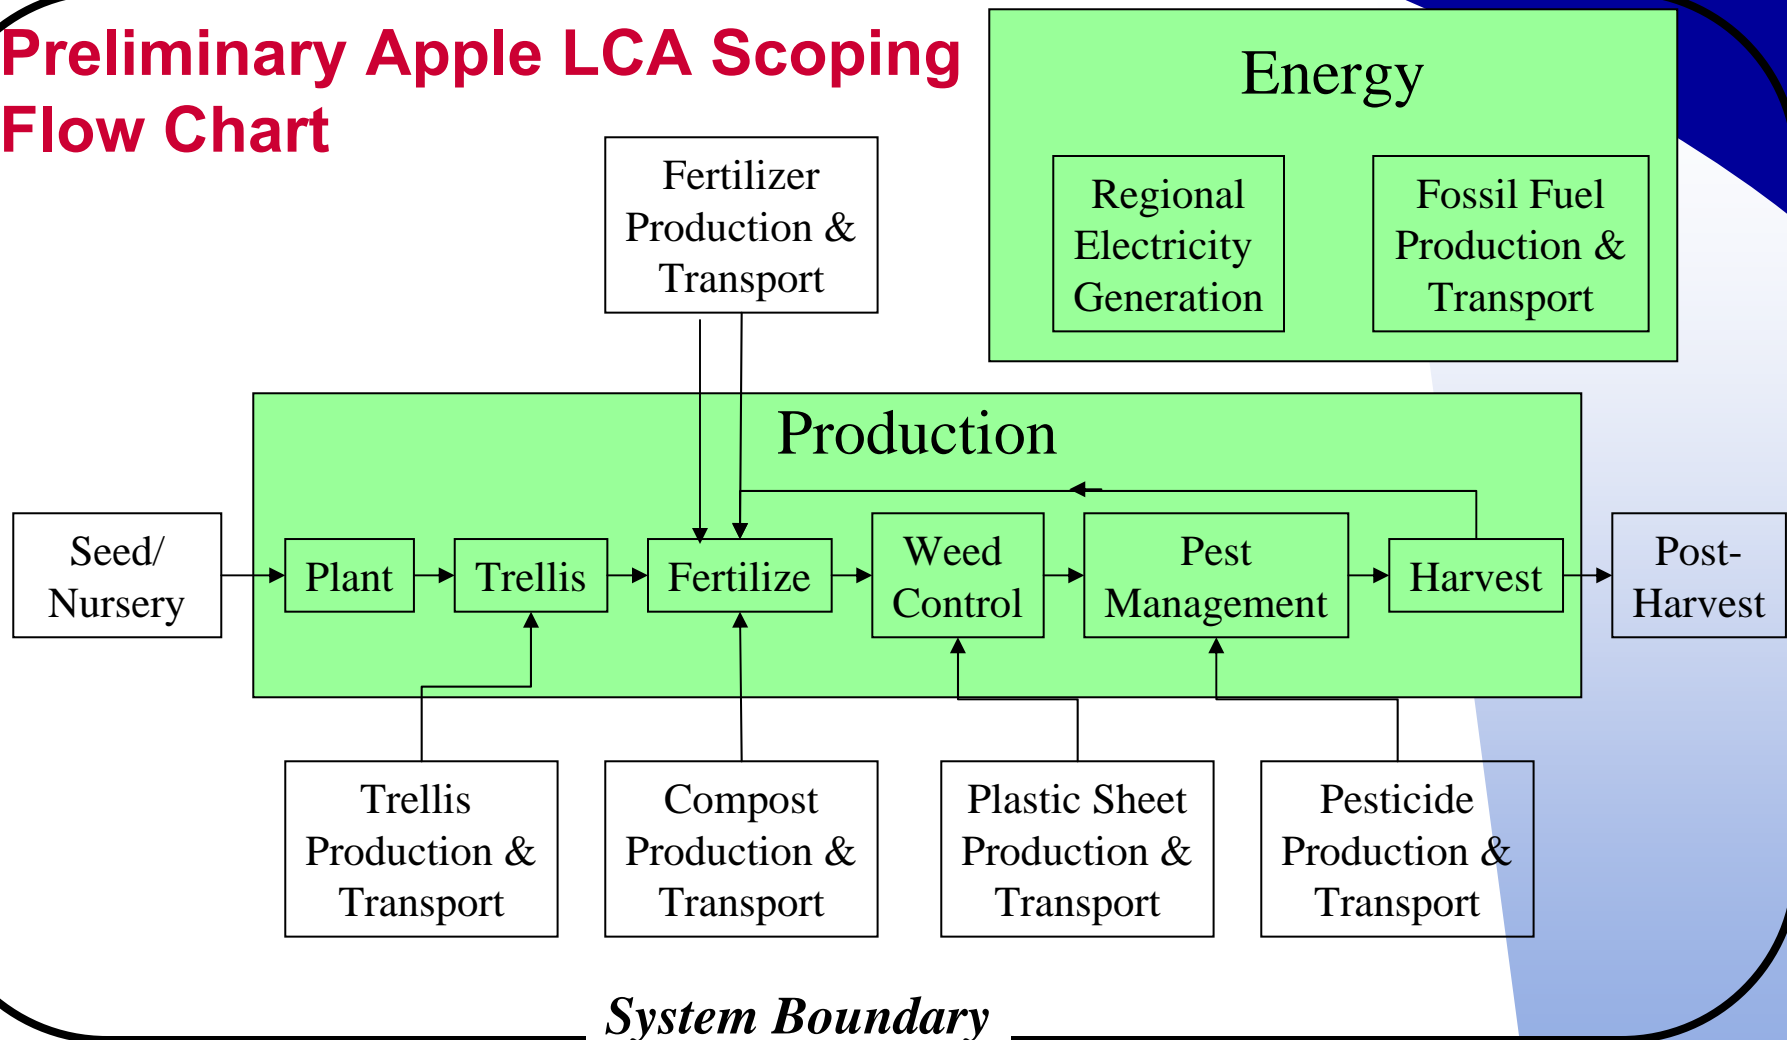 Preliminary Apple LCA Scoping
Flow Chart
Energy
Regional
Electricity
Generation
Fossil Fuel
Production &
Transport
Fertilizer
Production &
Transport
Production
Seed/
Nursery
Plant
Trellis
Fertilize
Weed
Control
Pest
Management
Harvest
Post-
Harvest
Trellis
Production &
Transport
Compost
Production &
Transport
Plastic Sheet
Production &
Transport
Pesticide
Production &
Transport
System Boundary